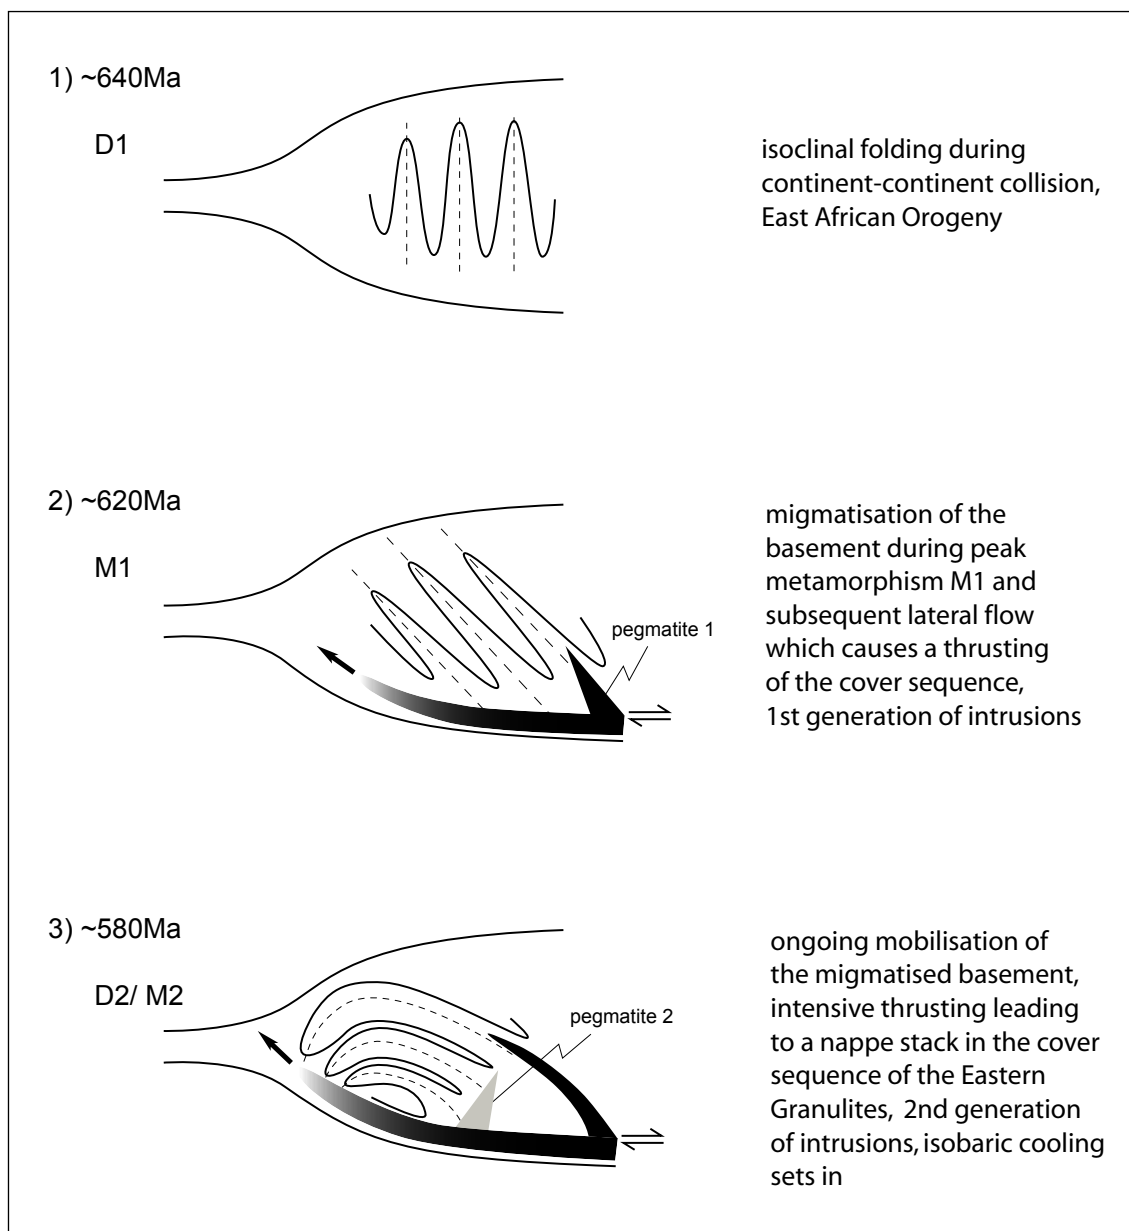 1) ~640Ma
D1
isoclinal folding during
continent-continent collision,
East African Orogeny
2) ~620Ma
M1
pegmatite 1
migmatisation of the
basement during peak
metamorphism M1 and
subsequent lateral flow
which causes a thrusting
of the cover sequence,
1st generation of intrusions
3) ~580Ma
D2/ M2
pegmatite 2
ongoing mobilisation of
the migmatised basement,
intensive thrusting leading
to a nappe stack in the cover
sequence of the Eastern
Granulites, 2nd generation
of intrusions, isobaric cooling
sets in